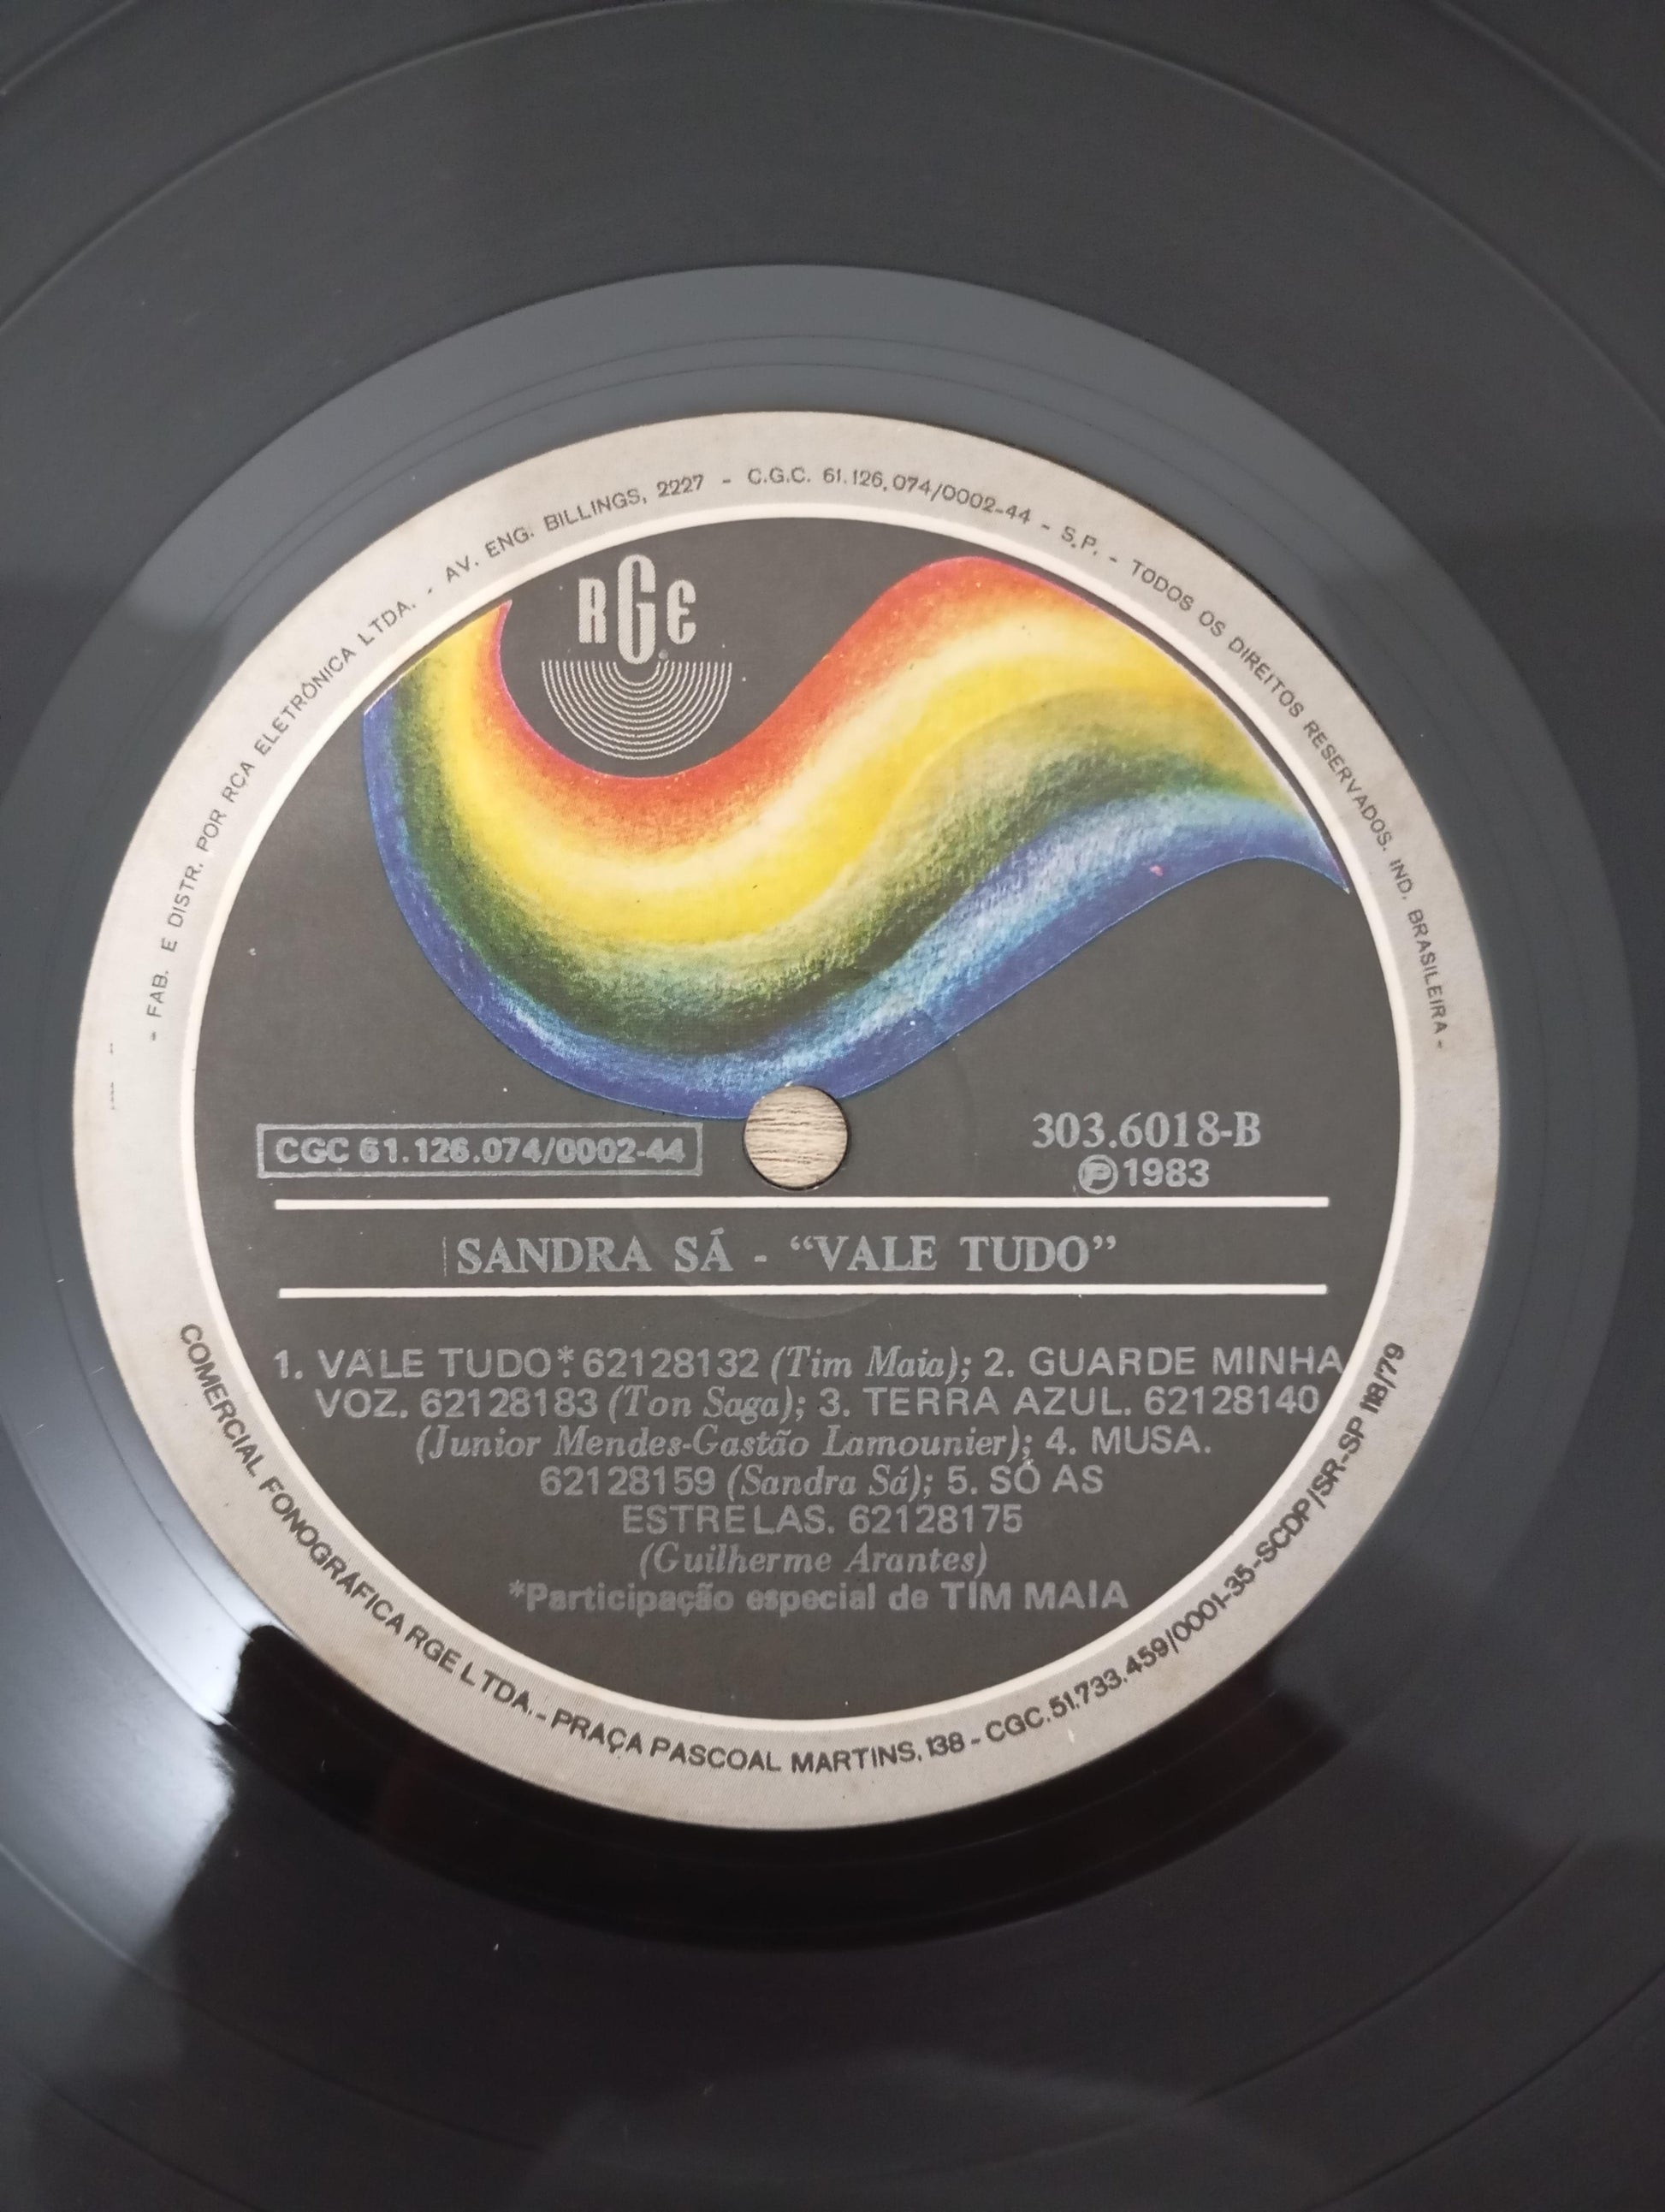 - FAB. E DISTR. POR RCA ELETRÔNICA LTDA. - AV. ENG. BILLINGS, 2227 - C.G.C. 61.126.074/0002-44 - S.P. - TODOS OS DIREITOS RESERVADOS. IND. BRASILEIRA -
RGE
CGC 61.126.074/0002-44
303.6018-B
Ⓟ1983
SANDRA SÁ - “VALE TUDO”
1. VALE TUDO* 62128132 (Tim Maia); 2. GUARDE MINHA
VOZ. 62128183 (Ton Saga); 3. TERRA AZUL. 62128140
(Junior Mendes-Gastão Lamounier); 4. MUSA.
62128159 (Sandra Sá); 5. SÓ AS
ESTRELAS. 62128175
(Guilherme Arantes)
*Participação especial de TIM MAIA
COMERCIAL FONOGRÁFICA RGE LTDA. - PRAÇA PASCOAL MARTINS, 138 - CGC. 51.733.459/0001-35-SCDP/SR-SP 118/79